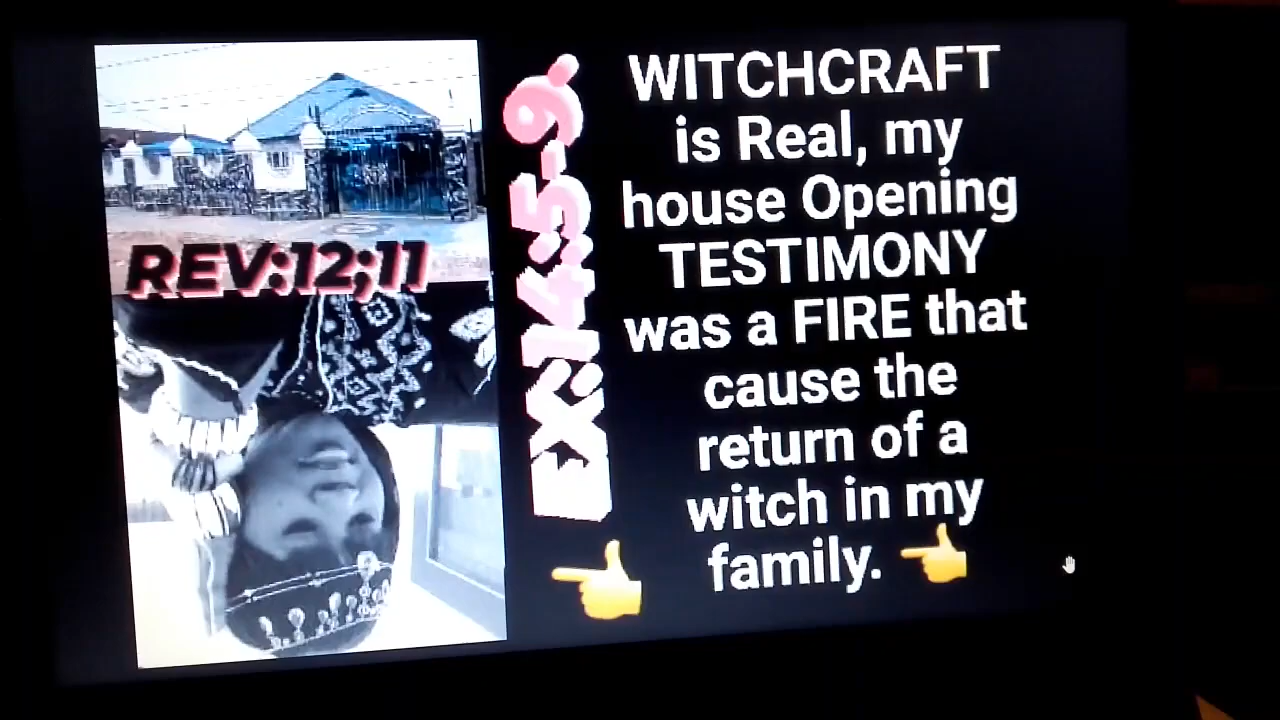 REV:12;11
EX:14:5-9,
WITCHCRAFT
is Real, my
house Opening
TESTIMONY
was a FIRE that
cause the
return of a
witch in my
family.